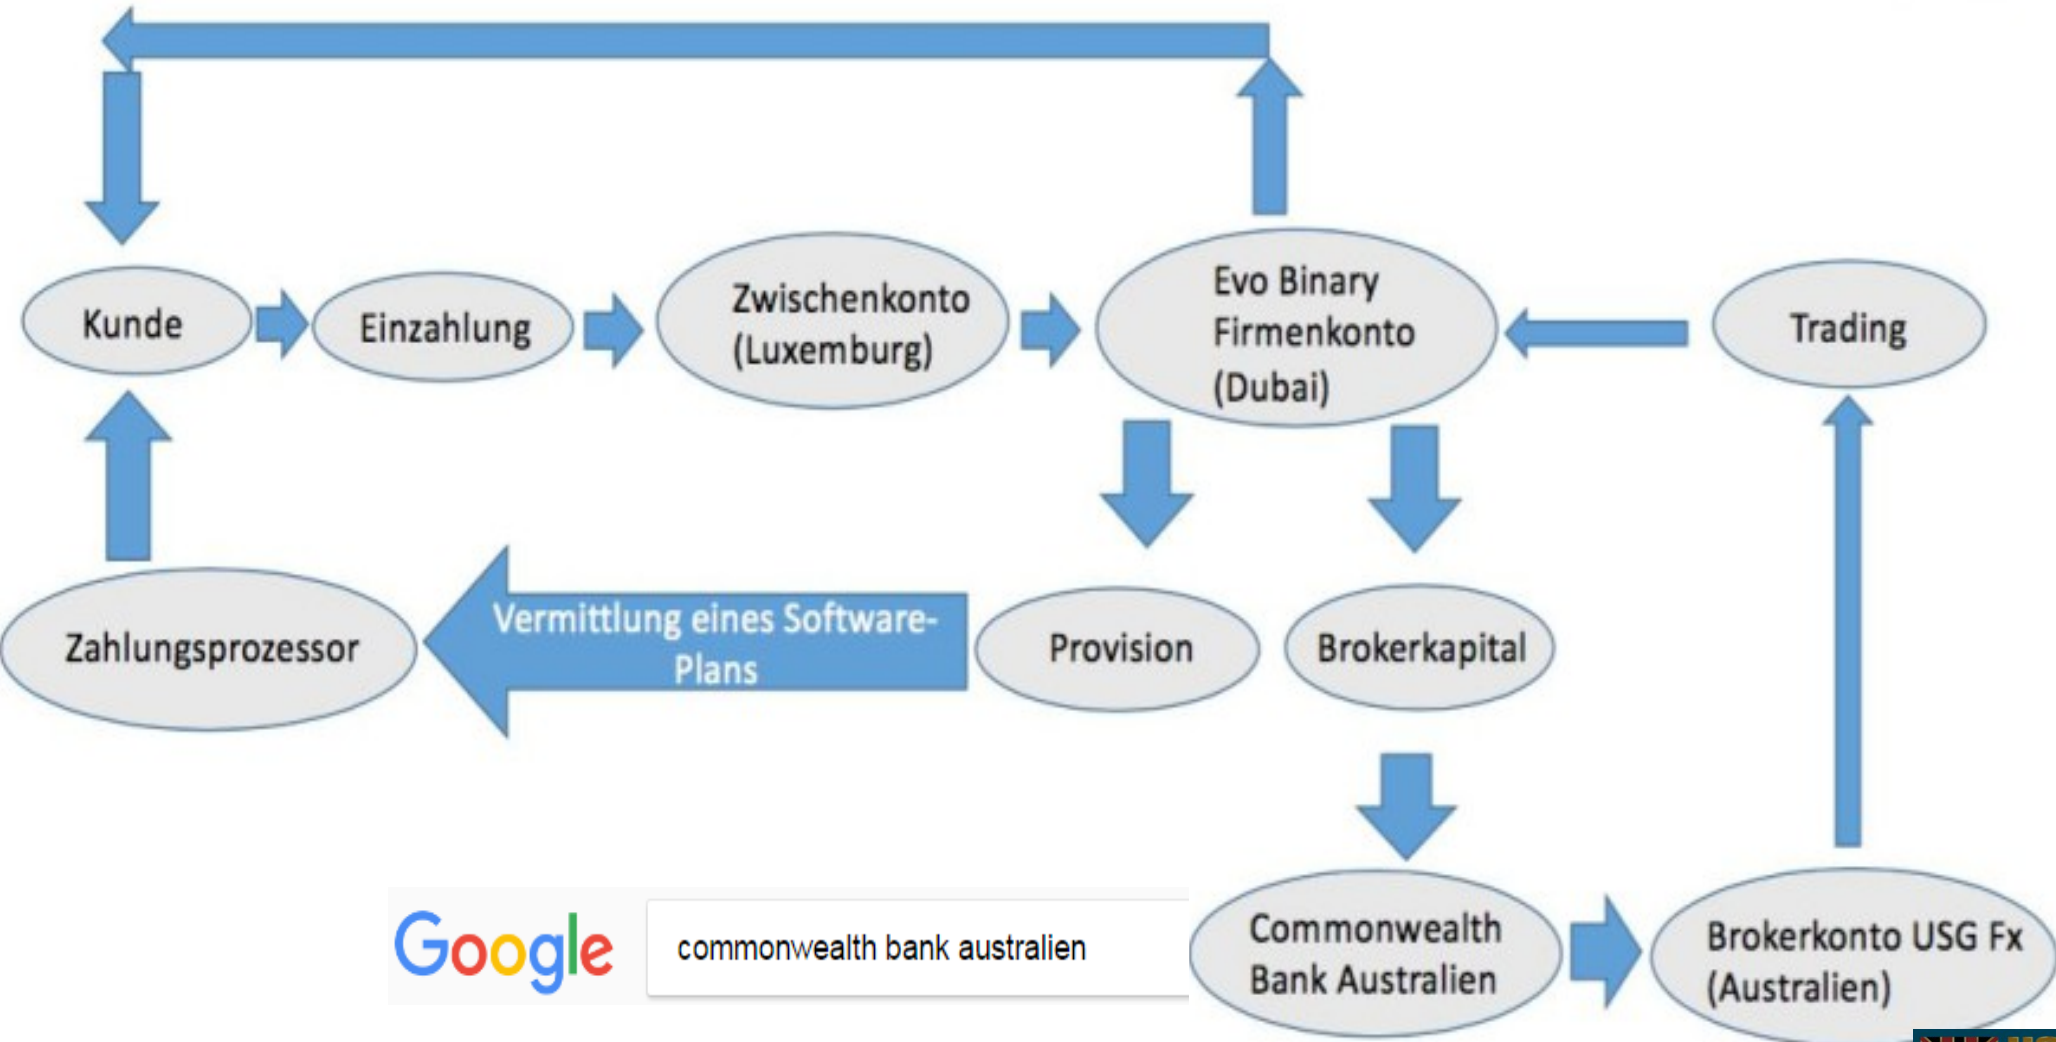 Kunde
Einzahlung
Zwischenkonto
(Luxemburg)
Evo Binary
Firmenkonto
(Dubai)
Trading
Zahlungsprozessor
Vermittlung eines Software-
Plans
Provision
Brokerkapital
Google
commonwealth bank australien
Commonwealth
Bank Australien
Brokerkonto USG Fx
(Australien)